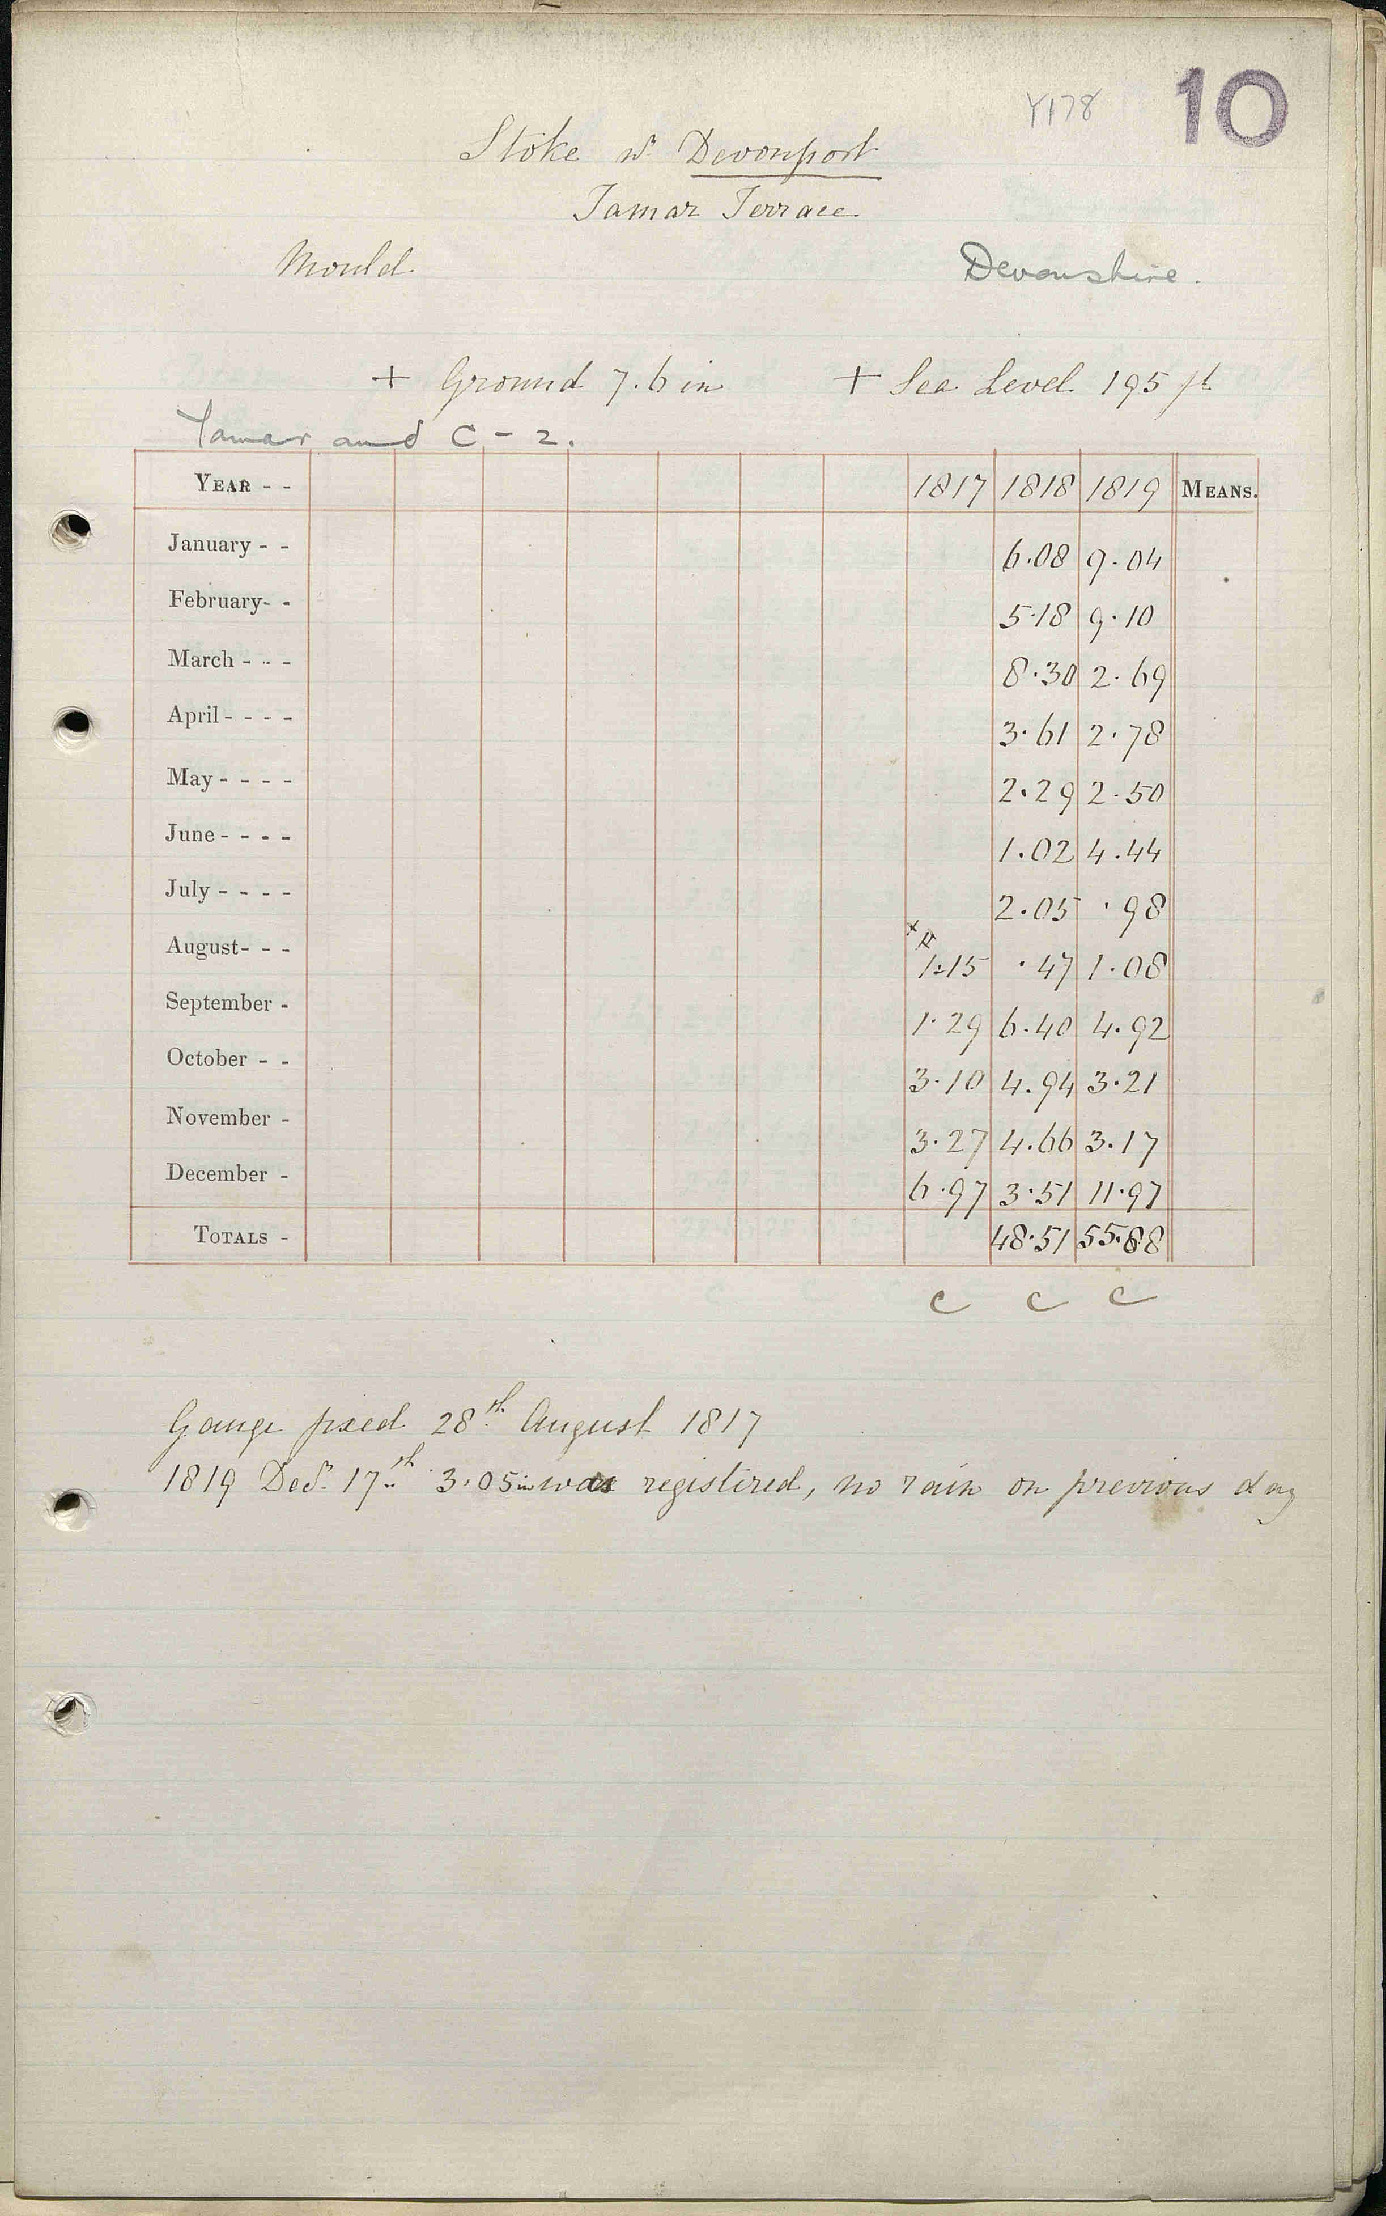 Y178 10
Stoke nr Devonport
Tamar Terrace
Mould. Devonshire.
+ Ground 7.6 in + Sea Level 195 ft
Tamar and C - 2.
YEAR - - 1817 1818 1819 MEANS.
January - - 6.08 9.04
February- - 5.18 9.10
March - - - 8.30 2.69
April - - - - 3.61 2.78
May - - - - 2.29 2.50
June - - - - 1.02 4.44
July - - - - 2.05 .98
August- - - 1.15 .47 1.08
September - 1.29 6.40 4.92
October - - 3.10 4.94 3.21
November - 3.27 4.66 3.17
December - 6.97 3.51 11.97
TOTALS - 48.51 55.88
C C C
Gauge fixed 28th August 1817
1819 Decr 17th 3.05 in was registired, no rain on previous day